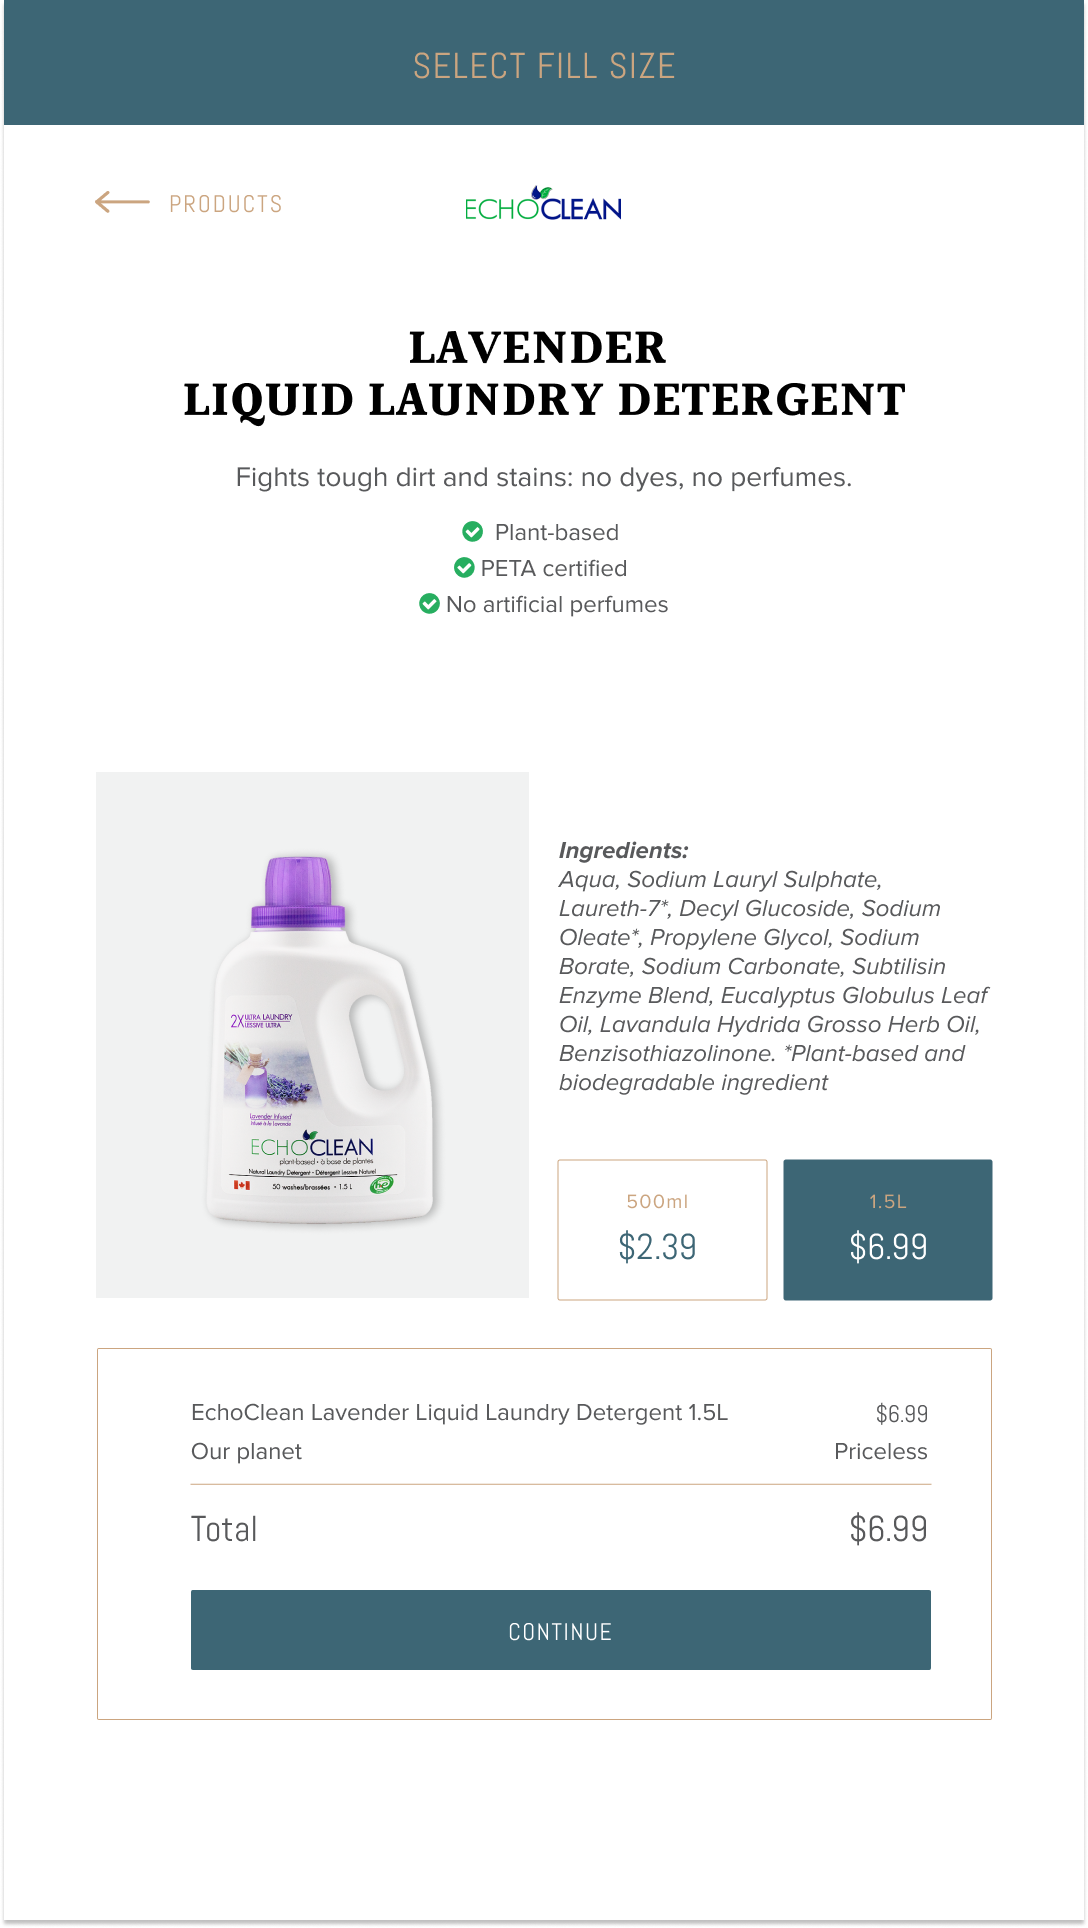 SELECT FILL SIZE
PRODUCTS
ECHOCLEAN
LAVENDER
LIQUID LAUNDRY DETERGENT
Fights tough dirt and stains: no dyes, no perfumes.
Plant-based
PETA certified
No artificial perfumes
Ingredients:
Aqua, Sodium Lauryl Sulphate,
Laureth-7*, Decyl Glucoside, Sodium
Oleate*, Propylene Glycol, Sodium
Borate, Sodium Carbonate, Subtilisin
Enzyme Blend, Eucalyptus Globulus Leaf
Oil, Lavandula Hydrida Grosso Herb Oil,
Benzisothiazolinone. *Plant-based and
biodegradable ingredient
2X ULTRA LAUNDRY
LESSIVE ULTRA
Lavender Infused
Infusé à la lavande
ECHOCLEAN
plant-based • à base de plantes
Natural Laundry Detergent • Détergent Lessive Naturel
50 washes/brassées • 1.5 L
he
500ml
$2.39
1.5L
$6.99
EchoClean Lavender Liquid Laundry Detergent 1.5L $6.99
Our planet Priceless
Total $6.99
CONTINUE